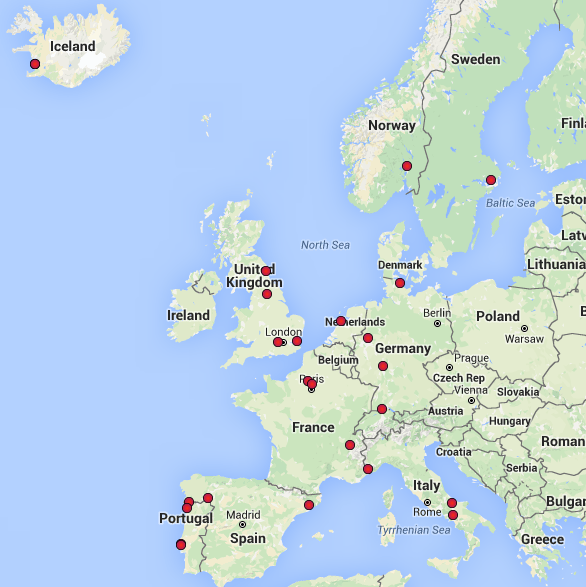 Iceland
Sweden
Finl
Norway
Baltic Sea
Eston
Latv
North Sea
Denmark
Lithuania
United
Kingdom
Ireland
Berlin
Poland
B
Netherlands
London
Warsaw
Germany
Belgium
Prague
Paris
Czech Rep
Vienna
Slovakia
Austria
France
Hungary
Roman
Croatia
Serbia
Italy
Bulgar
Rome
Portugal
Madrid
Tyrrhenian Sea
Spain
Greece